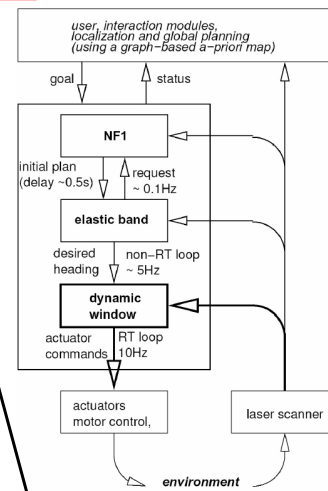 user, interaction modules,
localization and global planning
(using a graph−based a−priori map)
goal
status
NF1
initial plan
(delay ~0.5s)
request
~ 0.1Hz
elastic band
desired
heading
non−RT loop
~ 5Hz
dynamic
window
actuator
commands
RT loop
10Hz
actuators
motor control,
laser scanner
environment